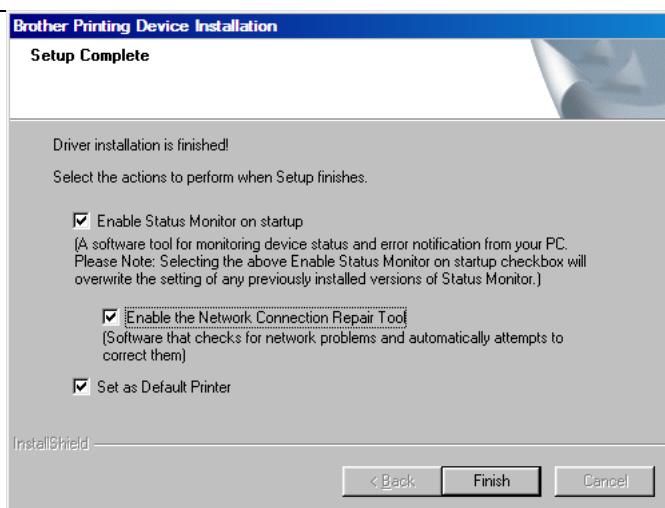 Brother Printing Device Installation
Setup Complete
Driver installation is finished!
Select the actions to perform when Setup finishes.
Enable Status Monitor on startup
(A software tool for monitoring device status and error notification from your PC.
Please Note: Selecting the above Enable Status Monitor on startup checkbox will
overwrite the setting of any previously installed versions of Status Monitor.)
Enable the Network Connection Repair Tool
(Software that checks for network problems and automatically attempts to
correct them)
Set as Default Printer
InstallShield
< Back Finish Cancel